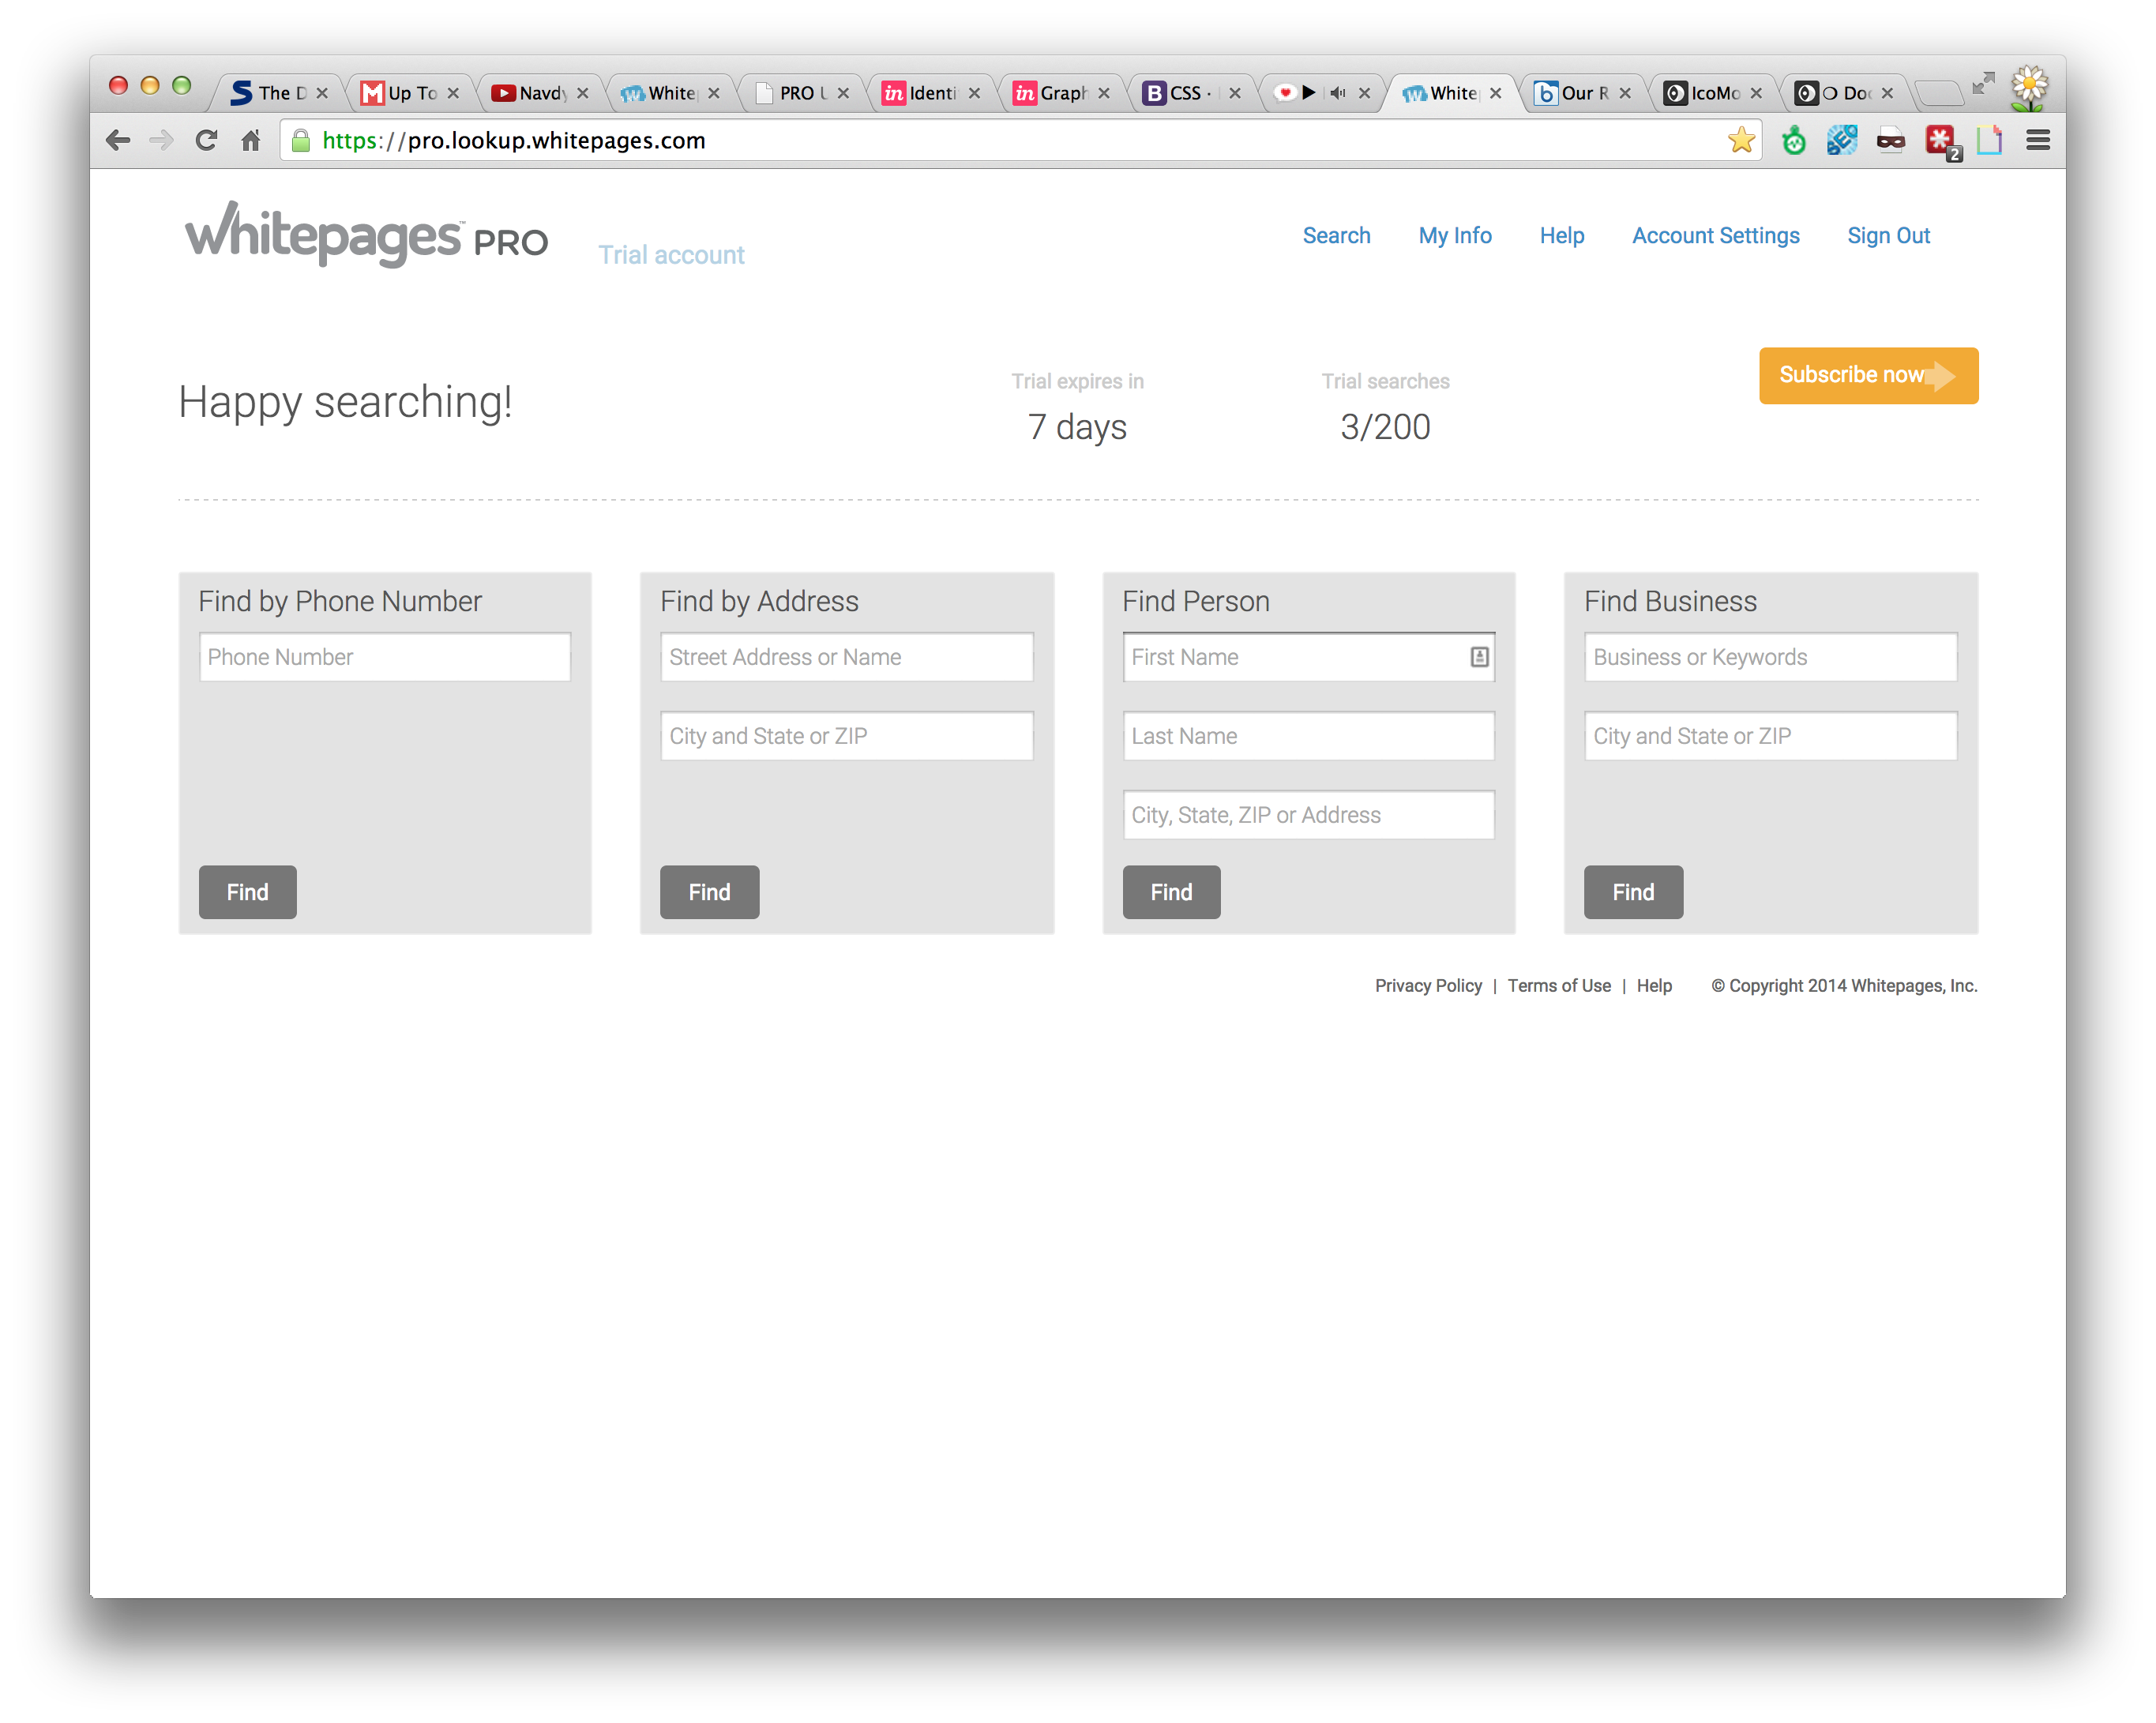 The D
Up To
Navdy
White
PRO U
Identi
Graph
CSS ·
White
Our R
IcoMo
Do
https://pro.lookup.whitepages.com
2
whitepages™ PRO
Trial account
Search My Info Help Account Settings Sign Out
Happy searching!
Trial expires in
7 days
Trial searches
3/200
Subscribe now
Find by Phone Number
Phone Number
Find
Find by Address
Street Address or Name
City and State or ZIP
Find
Find Person
First Name
Last Name
City, State, ZIP or Address
Find
Find Business
Business or Keywords
City and State or ZIP
Find
Privacy Policy | Terms of Use | Help © Copyright 2014 Whitepages, Inc.